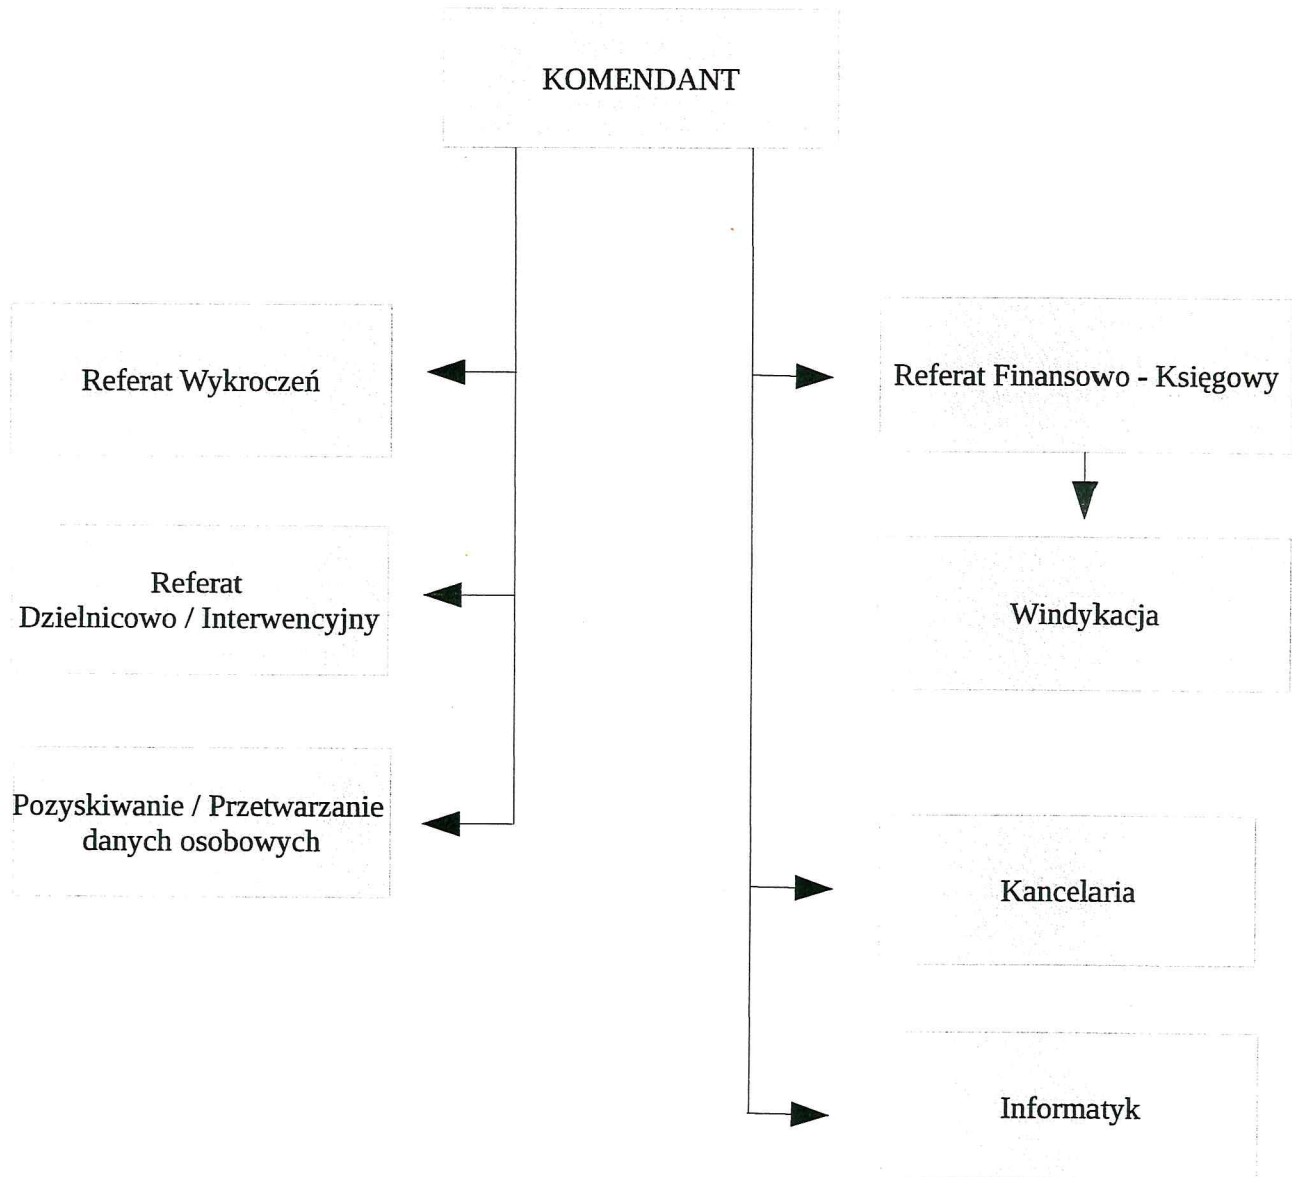 KOMENDANT
Referat Wykroczeń
Referat
Dzielnicowo / Interwencyjny
Pozyskiwanie / Przetwarzanie
danych osobowych
Referat Finansowo - Księgowy
Windykacja
Kancelaria
Informatyk